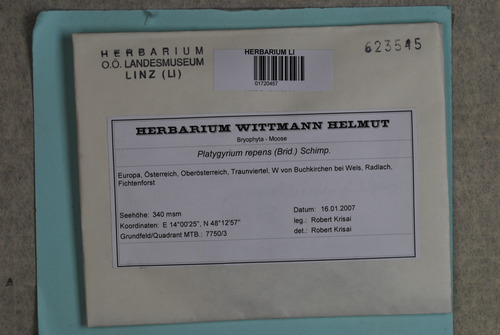 HERBARIUM
O.Ö. LANDESMUSEUM
LINZ (LI)
HERBARIUM LI
01720457
623545
HERBARIUM WITTMANN HELMUT
Bryophyta - Moose
Platygyrium repens (Brid.) Schimp.
Europa, Österreich, Oberösterreich, Traunviertel, W von Buchkirchen bei Wels, Radlach,
Fichtenforst
Seehöhe: 340 msm
Koordinaten: E 14°00'25", N 48°12'57"
Grundfeld/Quadrant MTB.: 7750/3
Datum: 16.01.2007
leg.: Robert Krisai
det.: Robert Krisai